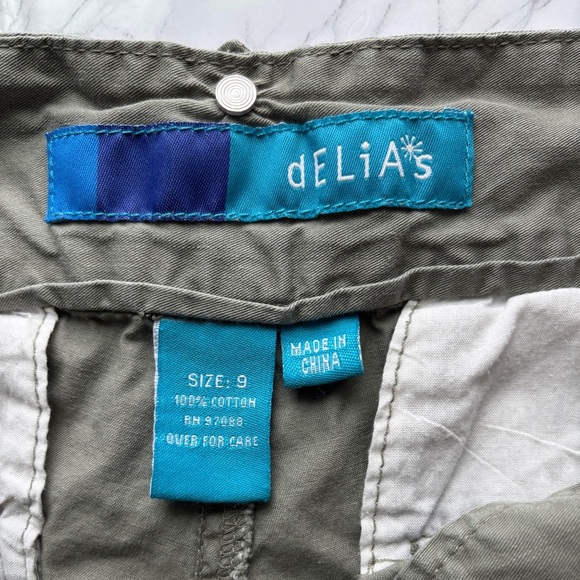 dELiA*s
MADE IN
CHINA
SIZE: 9
100% COTTON
RN 97088
OVER FOR CARE